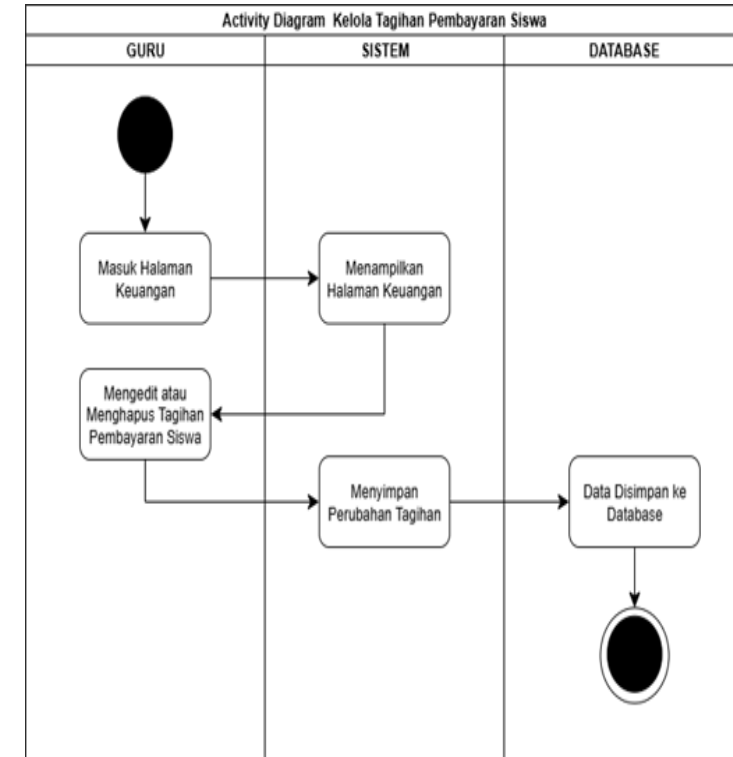 Activity Diagram Kelola Tagihan Pembayaran Siswa
GURU
SISTEM
DATABASE
Masuk Halaman
Keuangan
Menampilkan
Halaman Keuangan
Mengedit atau
Menghapus Tagihan
Pembayaran Siswa
Menyimpan
Perubahan Tagihan
Data Disimpan ke
Database